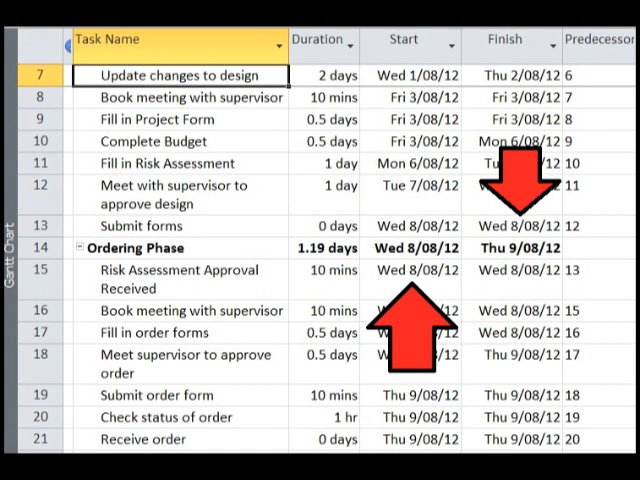 Task Name Duration Start Finish Predecessor
7 Update changes to design 2 days Wed 1/08/12 Thu 2/08/12 6
8 Book meeting with supervisor 10 mins Fri 3/08/12 Fri 3/08/12 7
9 Fill in Project Form 0.5 days Fri 3/08/12 Fri 3/08/12 8
10 Complete Budget 0.5 days Fri 3/08/12 Mon 6/08/12 9
11 Fill in Risk Assessment 1 day Mon 6/08/12 10
12 Meet with supervisor to 1 day Tue 7/08/12 11
approve design
13 Submit forms 0 days Wed 8/08/12 Wed 8/08/12 12
14 Ordering Phase 1.19 days Wed 8/08/12 Thu 9/08/12
15 Risk Assessment Approval 10 mins Wed 8/08/12 Wed 8/08/12 13
Received
16 Book meeting with supervisor 10 mins Wed 8/08/12 15
17 Fill in order forms 0.5 days Wed 8/08/12 16
18 Meet supervisor to approve 0.5 days Thu 9/08/12 17
order
19 Submit order form 10 mins Thu 9/08/12 Thu 9/08/12 18
20 Check status of order 1 hr Thu 9/08/12 Thu 9/08/12 19
21 Receive order 0 days Thu 9/08/12 Thu 9/08/12 20
Gantt Chart